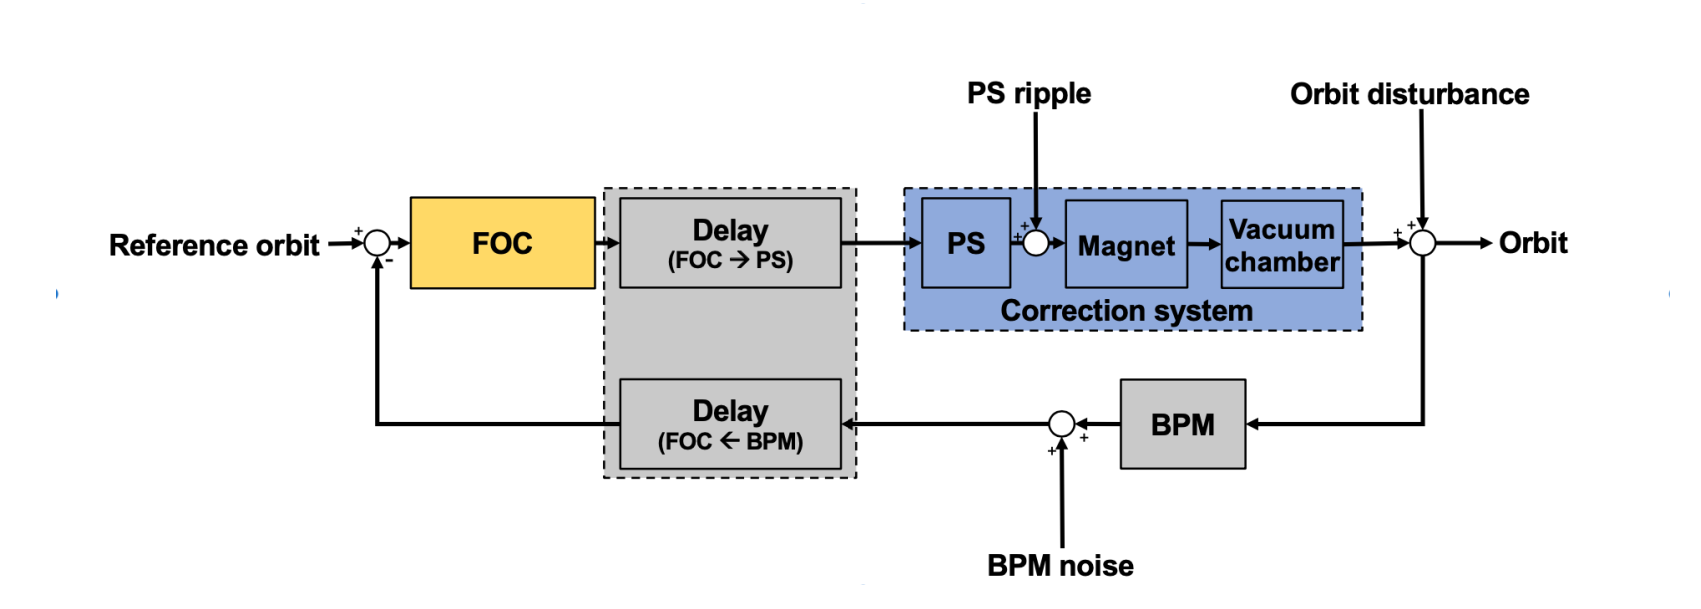 PS ripple
Orbit disturbance
Reference orbit
+
-
FOC
Delay
(FOC → PS)
PS
+
+
Magnet
Vacuum
chamber
Correction system
+
+
Orbit
Delay
(FOC ← BPM)
+
+
BPM
BPM noise